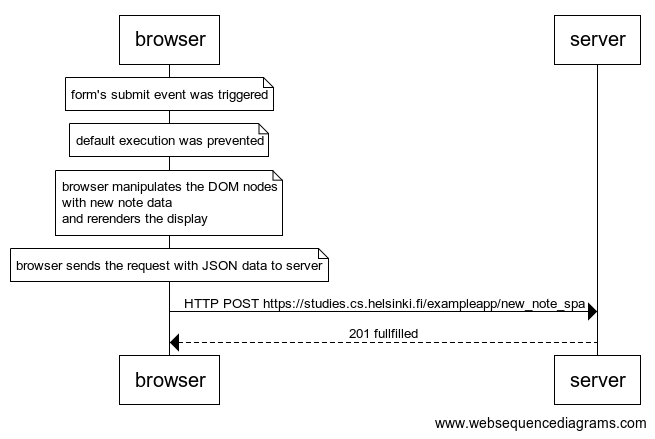 browser
server
form's submit event was triggered
default execution was prevented
browser manipulates the DOM nodes
with new note data
and rerenders the display
browser sends the request with JSON data to server
HTTP POST https://studies.cs.helsinki.fi/exampleapp/new_note_spa
201 fullfilled
browser
server
www.websequencediagrams.com